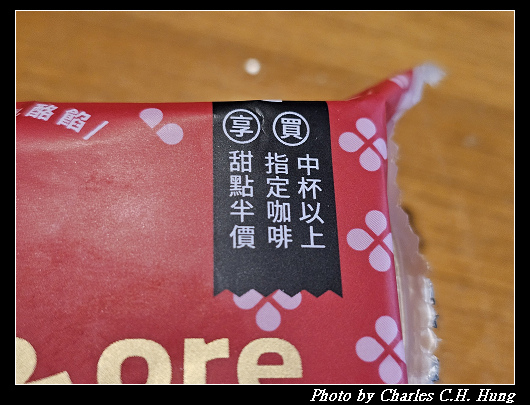 酪餡
買
中杯以上
指定咖啡
享
甜點半價
& ore
Photo by Charles C.H. Hung